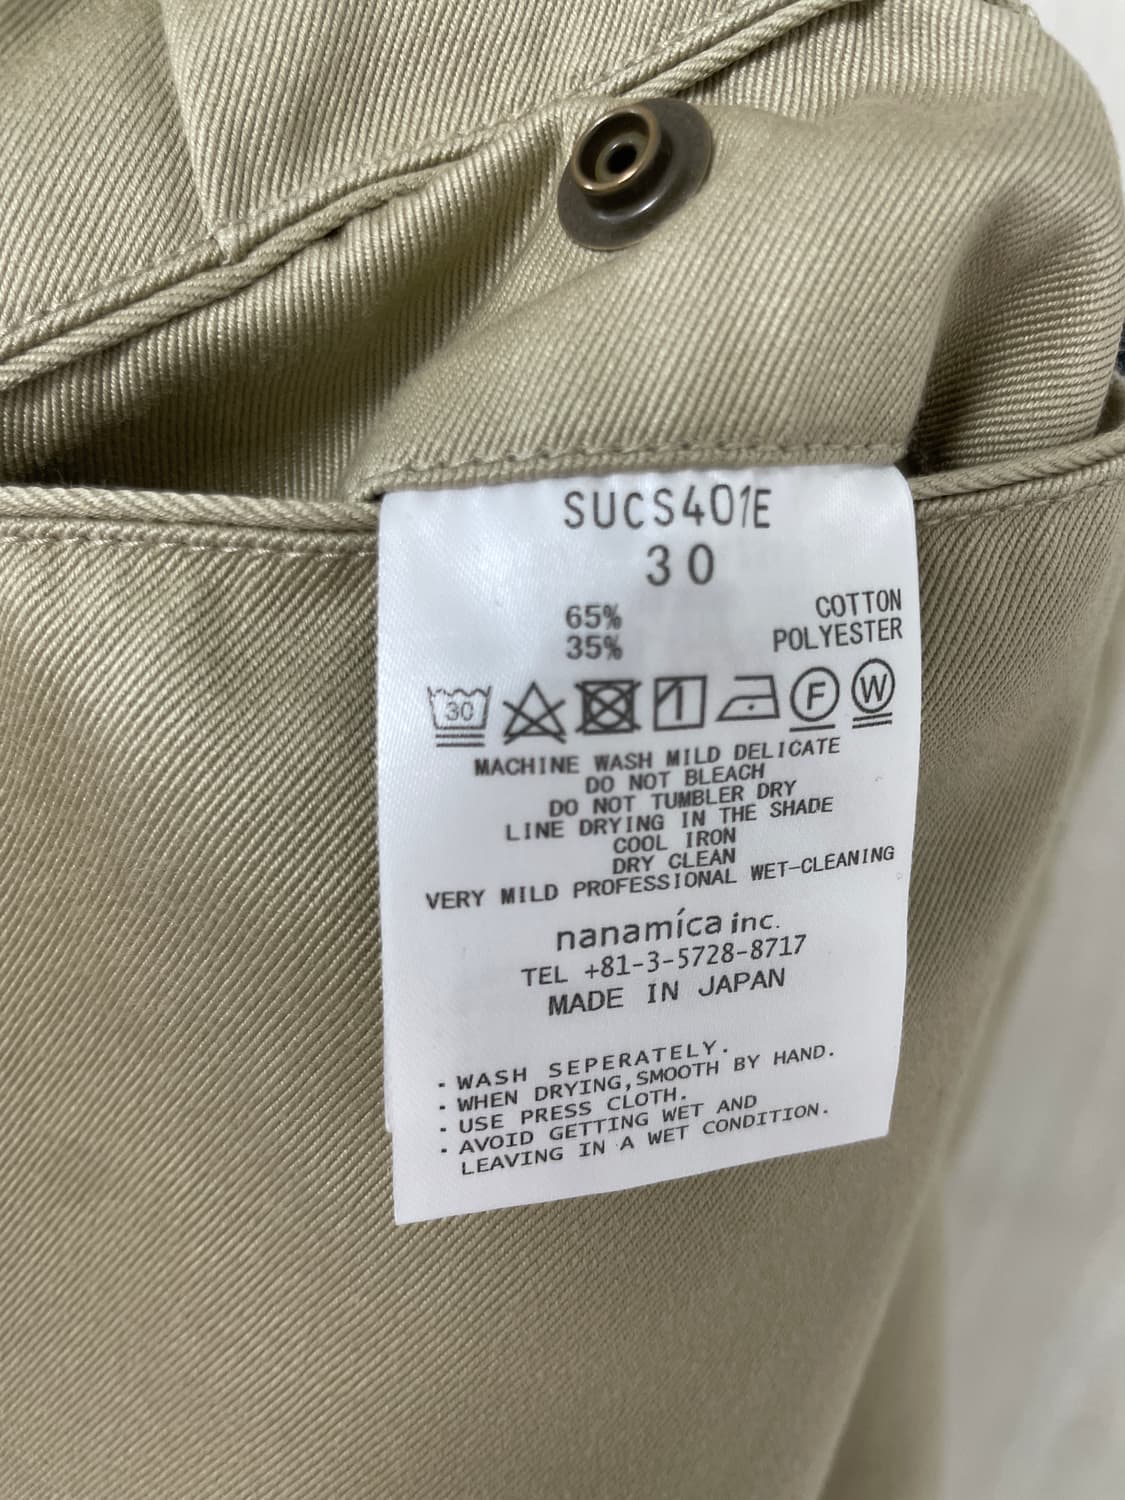 SUCS401E
30
65% COTTON
35% POLYESTER
30 F W
MACHINE WASH MILD DELICATE
DO NOT BLEACH
DO NOT TUMBLER DRY
LINE DRYING IN THE SHADE
COOL IRON
DRY CLEAN
VERY MILD PROFESSIONAL WET-CLEANING
nanamíca inc.
TEL +81-3-5728-8717
MADE IN JAPAN
· WASH SEPERATELY.
· WHEN DRYING,SMOOTH BY HAND.
· USE PRESS CLOTH.
· AVOID GETTING WET AND
LEAVING IN A WET CONDITION.